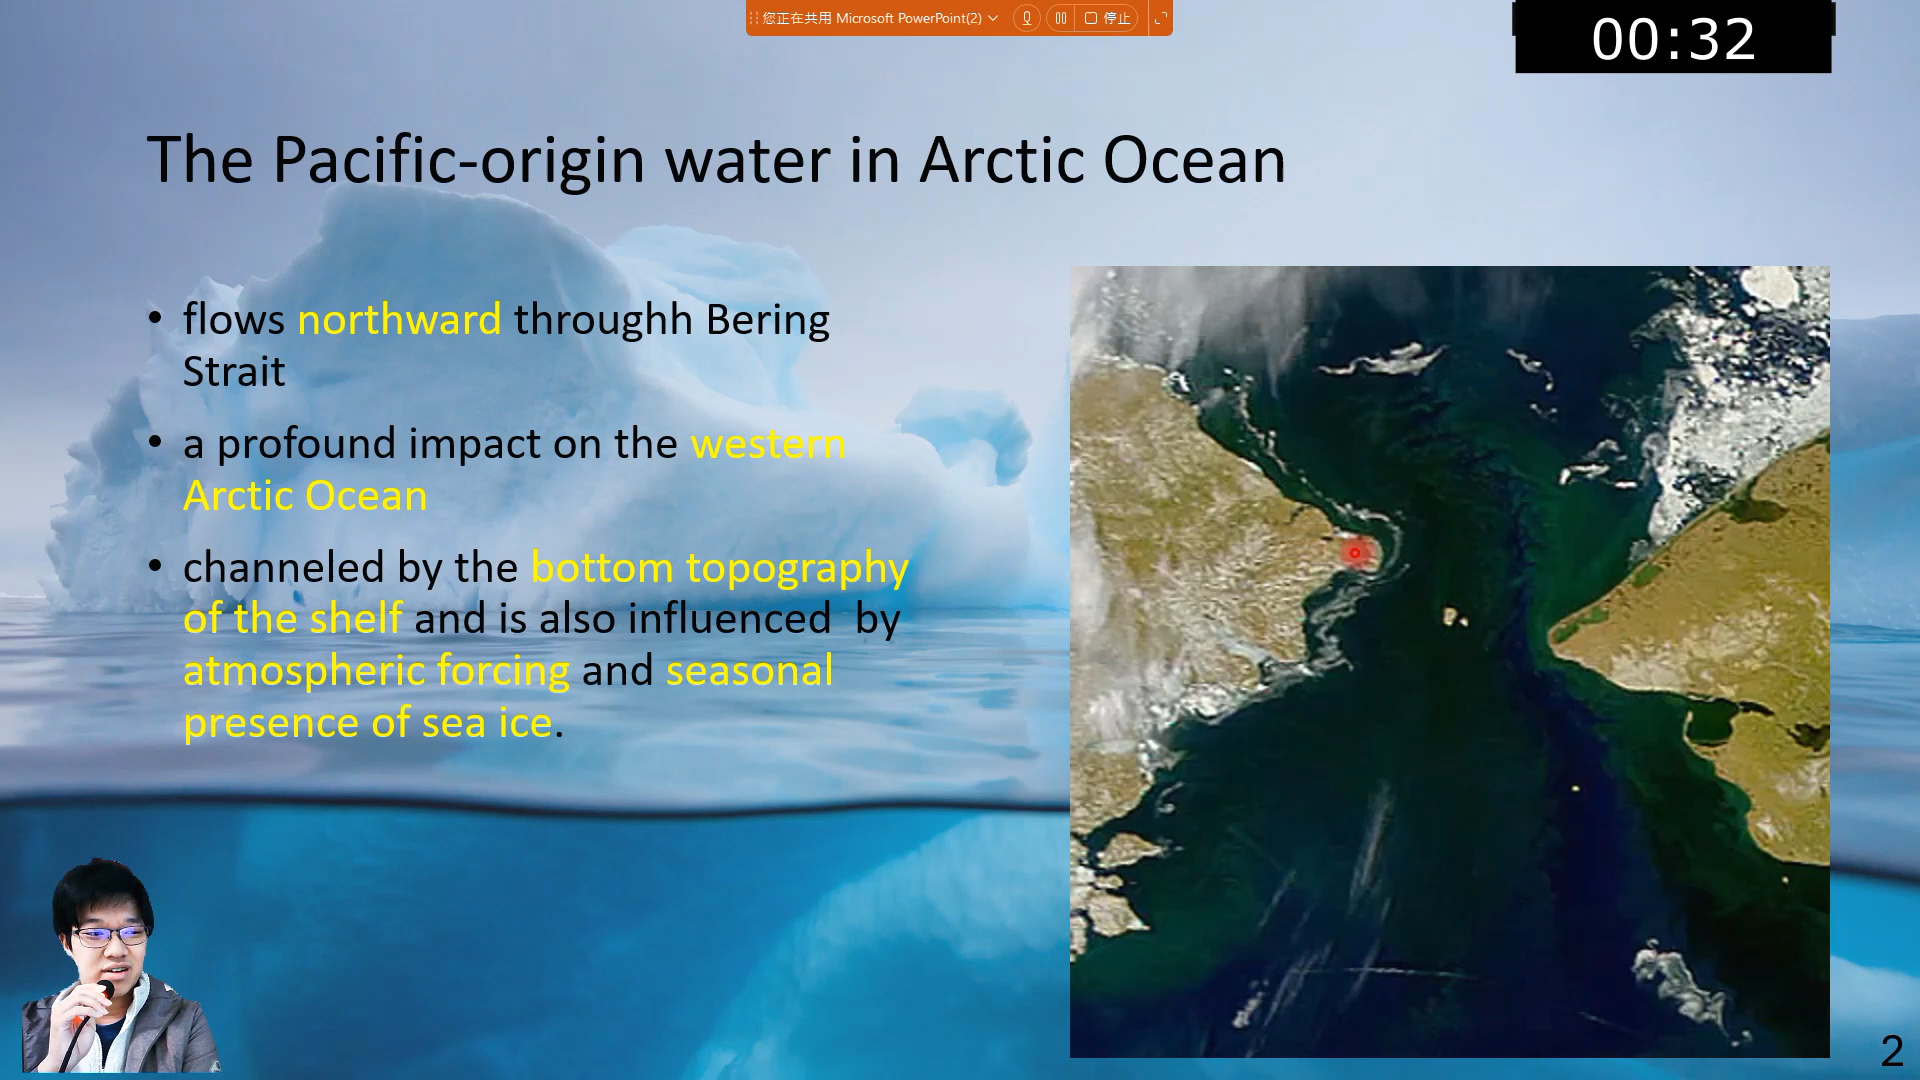 您正在共用 Microsoft PowerPoint(2)
停止
00:32
The Pacific-origin water in Arctic Ocean
• flows northward throughh Bering
Strait
• a profound impact on the western
Arctic Ocean
• channeled by the bottom topography
of the shelf and is also influenced  by
atmospheric forcing and seasonal
presence of sea ice.
2